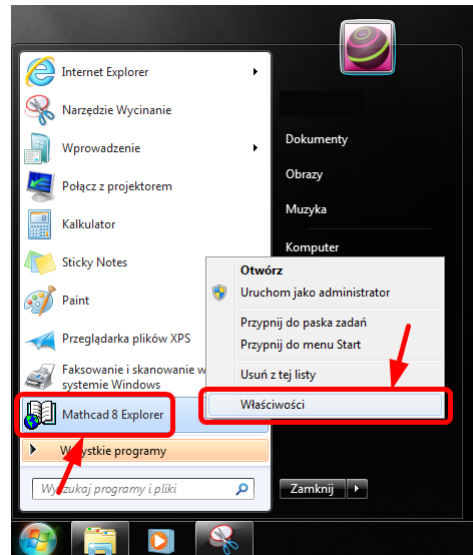 Internet Explorer
Narzędzie Wycinanie
Wprowadzenie
Połącz z projektorem
Kalkulator
Sticky Notes
Paint
Przeglądarka plików XPS
Faksowanie i skanowanie w
systemie Windows
Mathcad 8 Explorer
Wszystkie programy
Wyszukaj programy i pliki
Dokumenty
Obrazy
Muzyka
Komputer
Otwórz
Uruchom jako administrator
Przypnij do paska zadań
Przypnij do menu Start
Usuń z tej listy
Właściwości
Zamknij